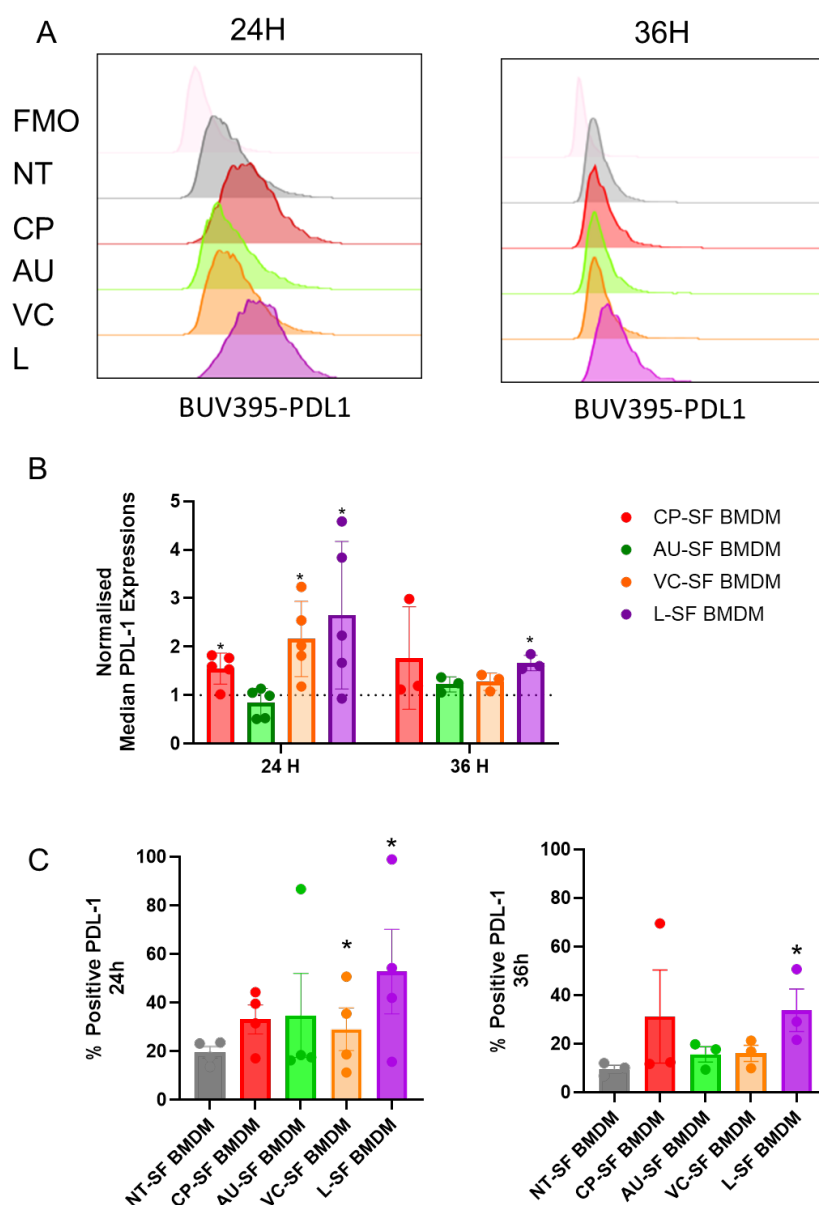 A
24H
36H
FMO
NT
CP
AU
VC
L
BUV395-PDL1
BUV395-PDL1
B
Normalised
Median PDL-1 Expressions
5
4
3
2
1
0
*
*
*
*
24 H
36 H
CP-SF BMDM
AU-SF BMDM
VC-SF BMDM
L-SF BMDM
C
% Positive PDL-1
24h
100
80
60
40
20
0
*
*
NT-SF BMDM
CP-SF BMDM
AU-SF BMDM
VC-SF BMDM
L-SF BMDM
% Positive PDL-1
36h
100
80
60
40
20
0
*
NT-SF BMDM
CP-SF BMDM
AU-SF BMDM
VC-SF BMDM
L-SF BMDM